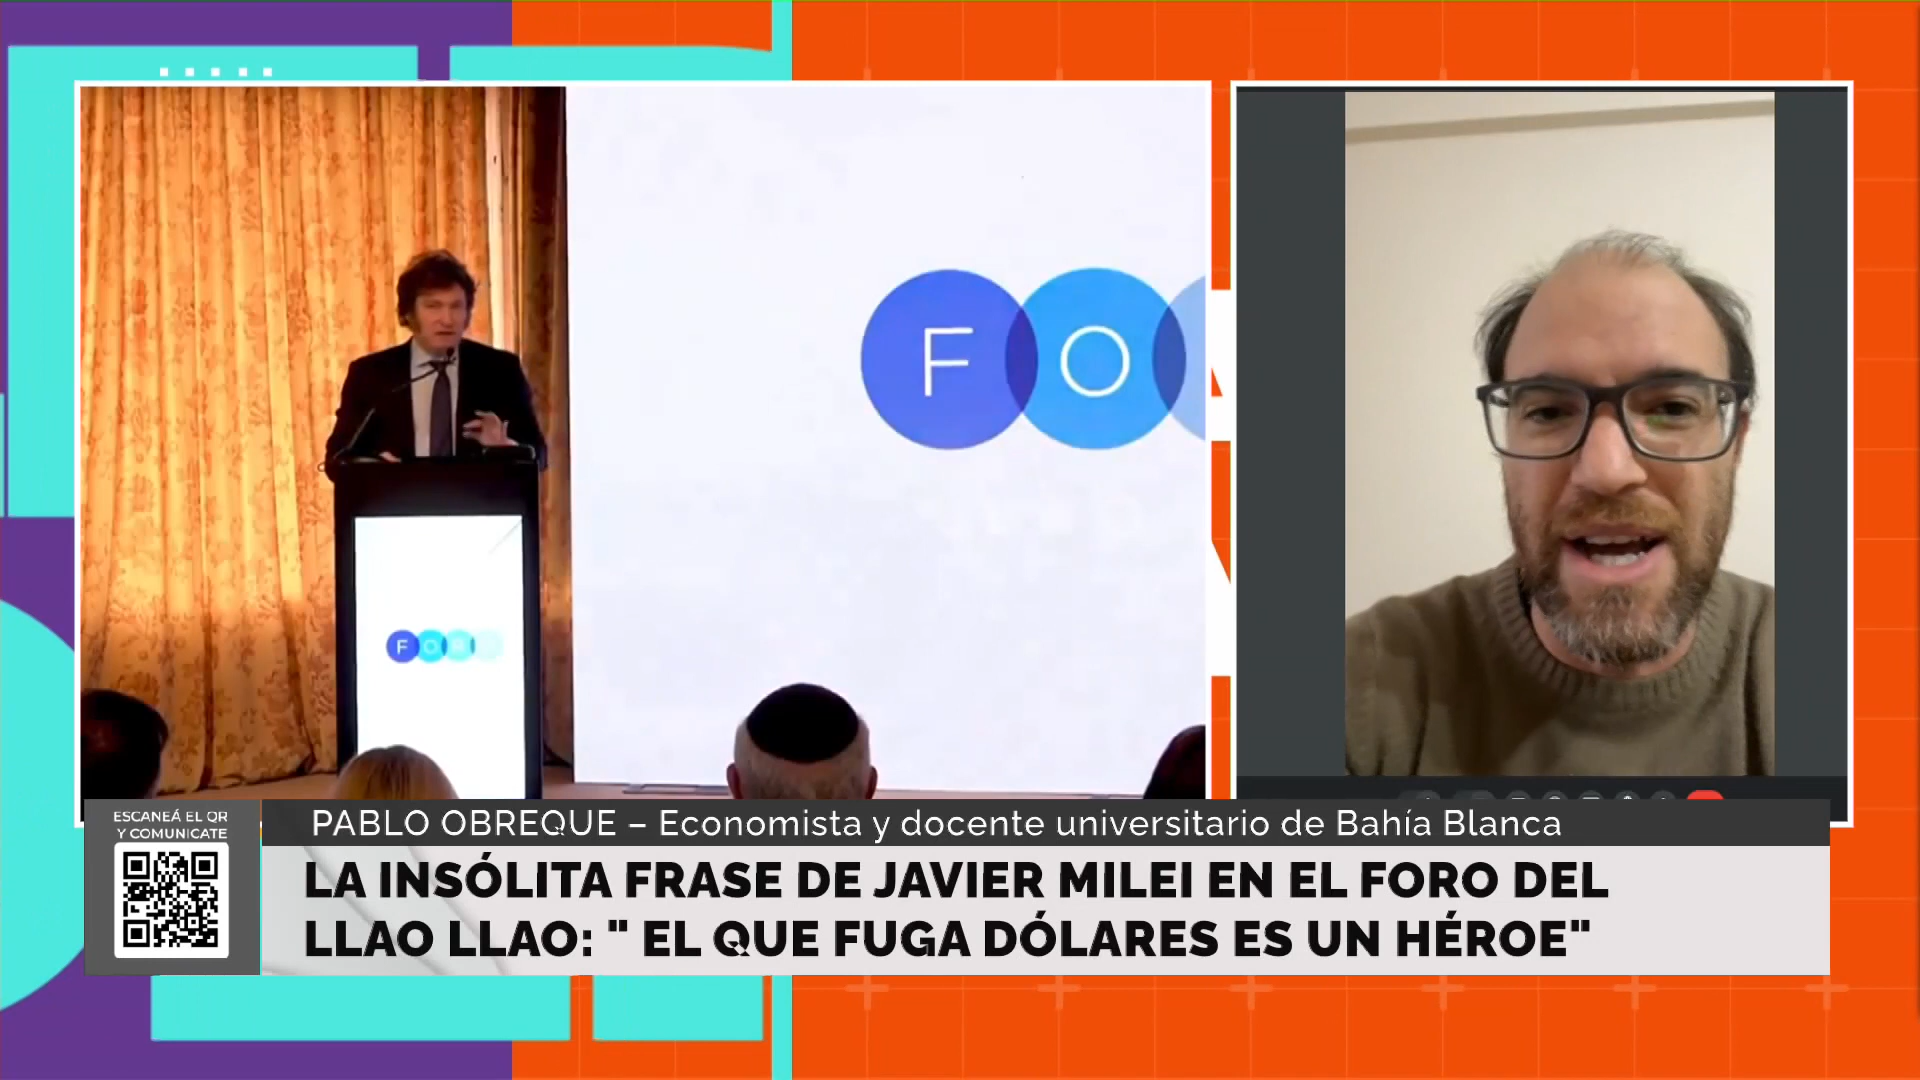 F O
F O R O
ESCANEÁ EL QR
Y COMUNICATE
PABLO OBREQUE – Economista y docente universitario de Bahía Blanca
LA INSÓLITA FRASE DE JAVIER MILEI EN EL FORO DEL
LLAO LLAO: " EL QUE FUGA DÓLARES ES UN HÉROE"